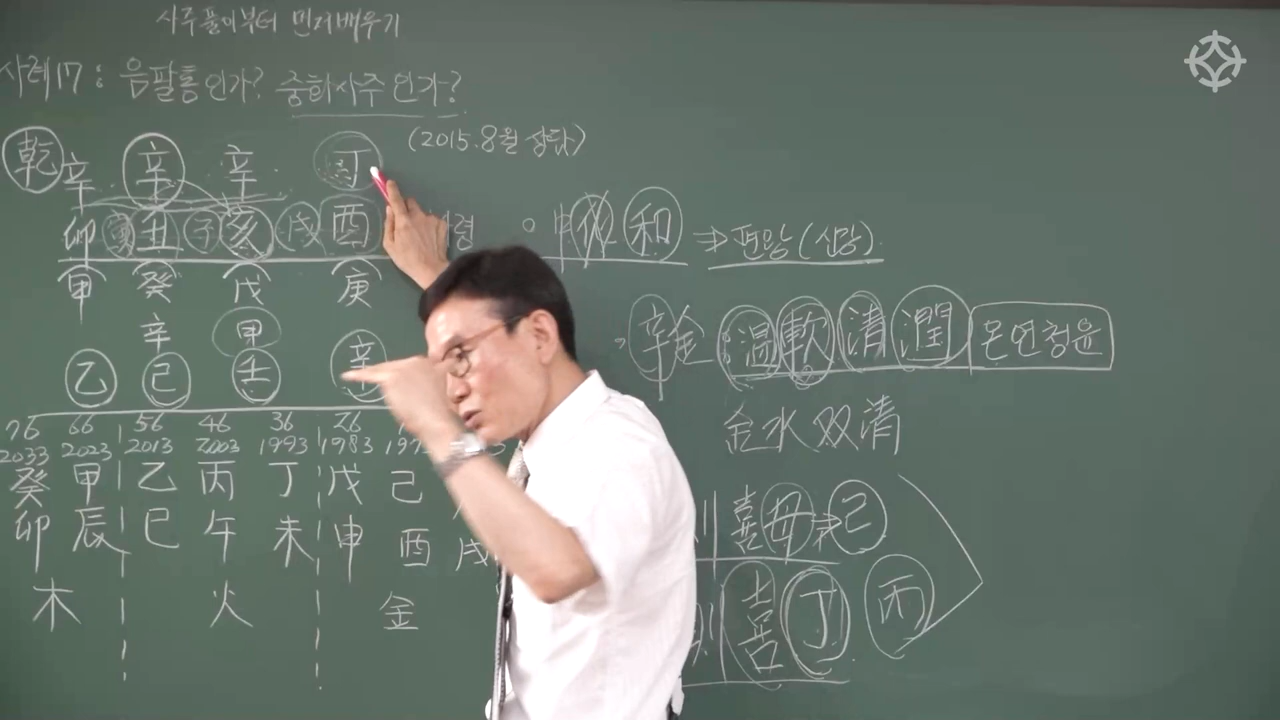 사주풀이부터 먼저배우기
사례17: 음팔통인가? 중화사주인가?
(2015.8월 상담)
乾 辛 辛 辛 丁
卯 寅 丑 子 亥 戌 酉 령
甲 癸 戊 庚
辛 甲
乙 己 壬 辛
中 和 ⇒ 편왕(신왕)
辛金 : 温 軟 清 潤 온연청윤
金水双清
76 66 56 46 36 26
2033 2023 2013 2003 1993 1983
癸 甲 乙 丙 丁 戊 己
卯 辰 巳 午 未 申 酉 戌
木 火 金
喜母 ⇒ 己
喜丁 丙